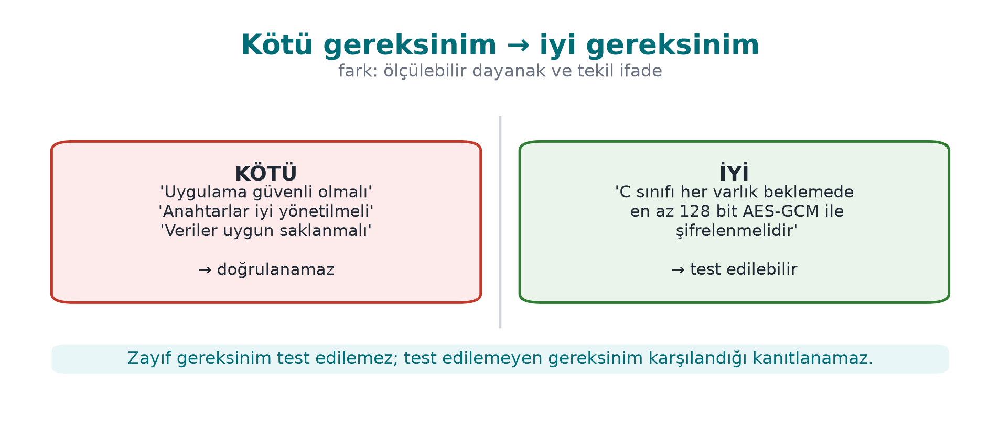 Kötü gereksinim → iyi gereksinim
fark: ölçülebilir dayanak ve tekil ifade
KÖTÜ
'Uygulama güvenli olmalı'
'Anahtarlar iyi yönetilmeli'
'Veriler uygun saklanmalı'
→ doğrulanamaz
İYİ
'C sınıfı her varlık beklemede
en az 128 bit AES-GCM ile
şifrelenmelidir'
→ test edilebilir
Zayıf gereksinim test edilemez; test edilemeyen gereksinim karşılandığı kanıtlanamaz.